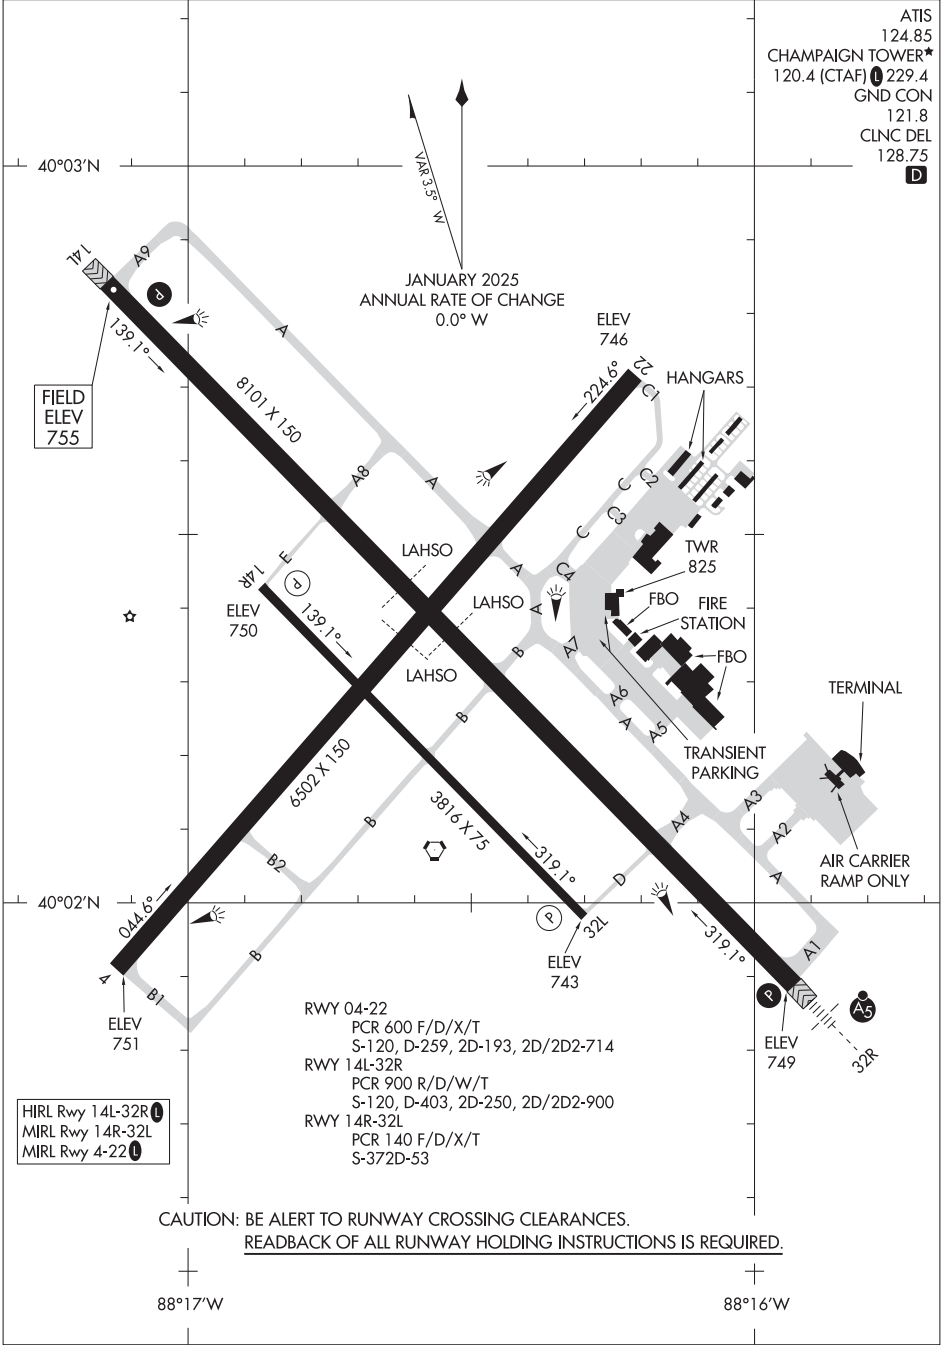 ATIS
124.85
CHAMPAIGN TOWER★
120.4 (CTAF) L 229.4
GND CON
121.8
CLNC DEL
128.75
D
40°03'N
VAR 3.5° W
JANUARY 2025
ANNUAL RATE OF CHANGE
0.0° W
14L
A9
P
139.1°
A
FIELD
ELEV
755
8101 X 150
ELEV
746
22
224.6°
C1
HANGARS
A8
A
C
C2
C3
C
LAHSO
A
C4
TWR
825
E
14R
P
ELEV
750
139.1°
LAHSO
A
FBO
FIRE
STATION
B
A7
FBO
LAHSO
A6
A
A5
TERMINAL
B
TRANSIENT
PARKING
6502 X 150
3816 X 75
B
A4
A3
A2
B2
319.1°
D
A
AIR CARRIER
RAMP ONLY
40°02'N
044.6°
P
32L
319.1°
B
A1
4
B1
ELEV
743
P
A5
ELEV
751
ELEV
749
32R
RWY 04-22
PCR 600 F/D/X/T
S-120, D-259, 2D-193, 2D/2D2-714
RWY 14L-32R
PCR 900 R/D/W/T
S-120, D-403, 2D-250, 2D/2D2-900
RWY 14R-32L
PCR 140 F/D/X/T
S-372D-53
HIRL Rwy 14L-32R L
MIRL Rwy 14R-32L
MIRL Rwy 4-22 L
CAUTION: BE ALERT TO RUNWAY CROSSING CLEARANCES.
READBACK OF ALL RUNWAY HOLDING INSTRUCTIONS IS REQUIRED.
88°17'W
88°16'W